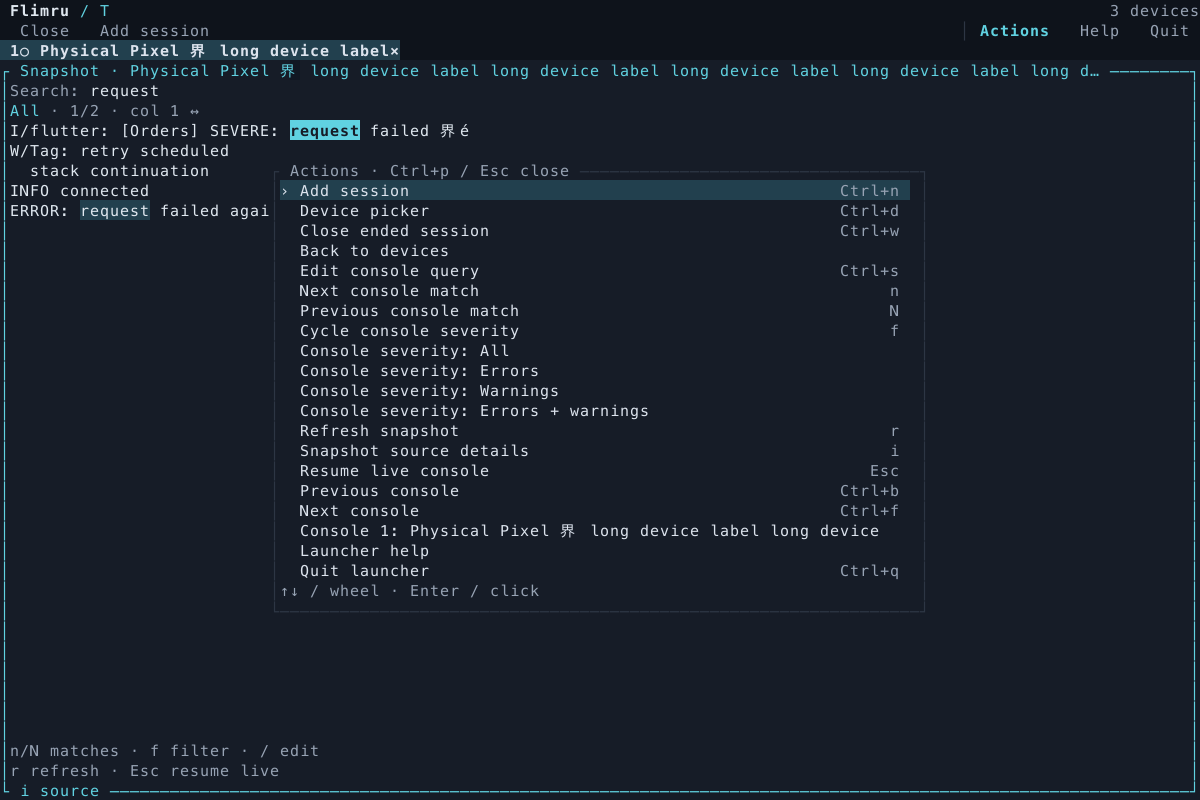 Flimru / T 3 devices
Close Add session Actions Help Quit
1○ Physical Pixel 界 long device label×
Snapshot · Physical Pixel 界 long device label long device label long device label long device label long d…
Search: request
All · 1/2 · col 1 ↔
I/flutter: [Orders] SEVERE: request failed 界é
W/Tag: retry scheduled
stack continuation
INFO connected
ERROR: request failed agai
Actions · Ctrl+p / Esc close
› Add session Ctrl+n
Device picker Ctrl+d
Close ended session Ctrl+w
Back to devices
Edit console query Ctrl+s
Next console match n
Previous console match N
Cycle console severity f
Console severity: All
Console severity: Errors
Console severity: Warnings
Console severity: Errors + warnings
Refresh snapshot r
Snapshot source details i
Resume live console Esc
Previous console Ctrl+b
Next console Ctrl+f
Console 1: Physical Pixel 界 long device label long device
Launcher help
Quit launcher Ctrl+q
↑↓ / wheel · Enter / click
n/N matches · f filter · / edit
r refresh · Esc resume live
i source